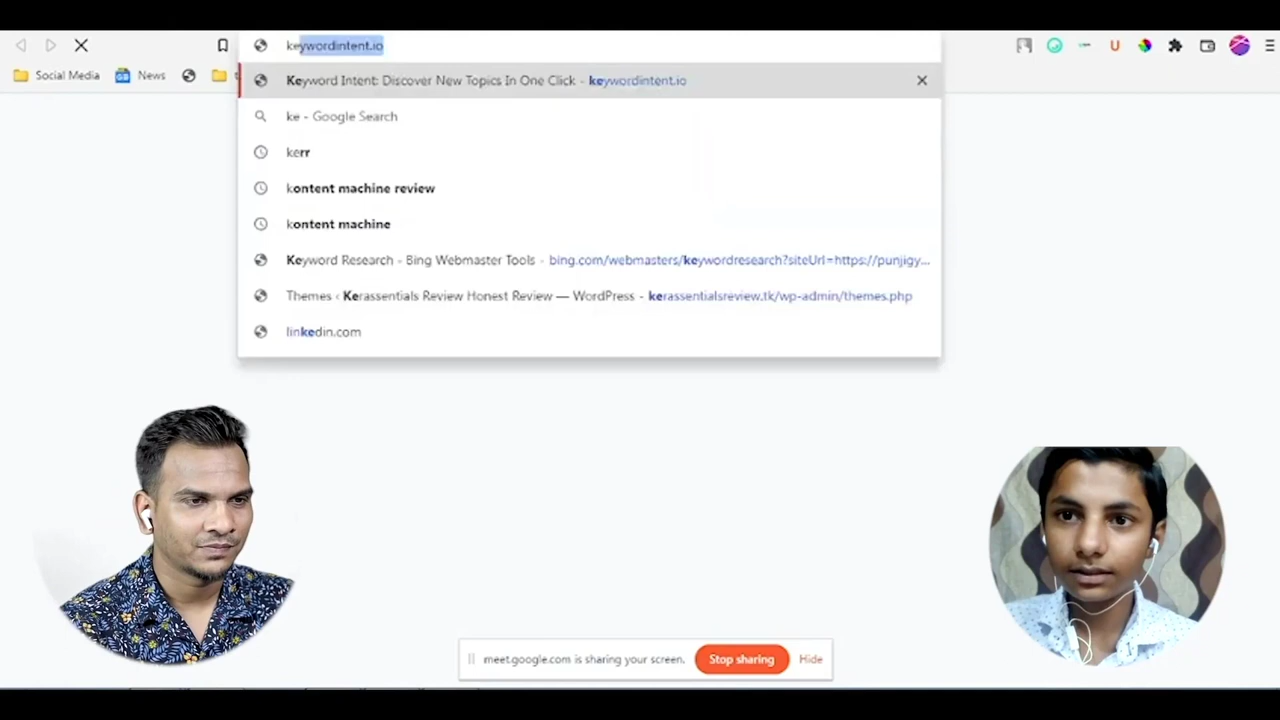 keywordintent.io
Social Media
News
Keyword Intent: Discover New Topics In One Click - keywordintent.io
ke - Google Search
kerr
kontent machine review
kontent machine
Keyword Research - Bing Webmaster Tools - bing.com/webmasters/keywordresearch?siteUrl=https://punjigy...
Themes ‹ Kerassentials Review Honest Review — WordPress - kerassentialsreview.tk/wp-admin/themes.php
linkedin.com
meet.google.com is sharing your screen.
Stop sharing
Hide